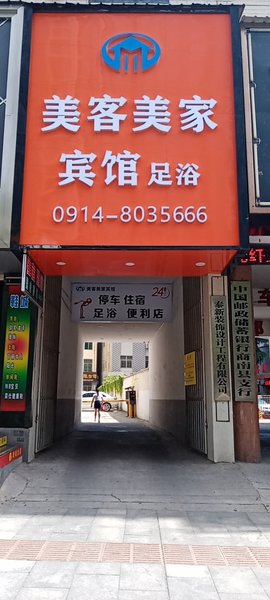 美客美家
宾馆 足浴
0914-8035666
美客美家宾馆
24H
停车 住宿
足浴 便利店
泰新装饰设计工程有限公司
中国邮政储蓄银行商南县支行